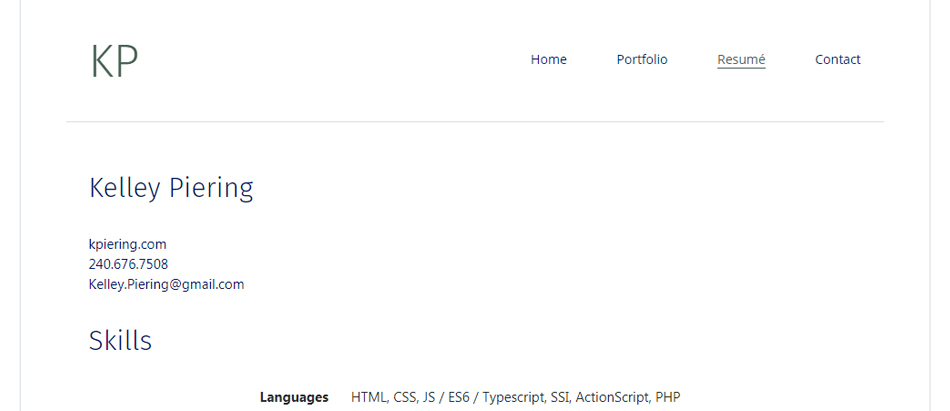 KP
Home Portfolio Resumé Contact
Kelley Piering
kpiering.com
240.676.7508
Kelley.Piering@gmail.com
Skills
Languages HTML, CSS, JS / ES6 / Typescript, SSI, ActionScript, PHP